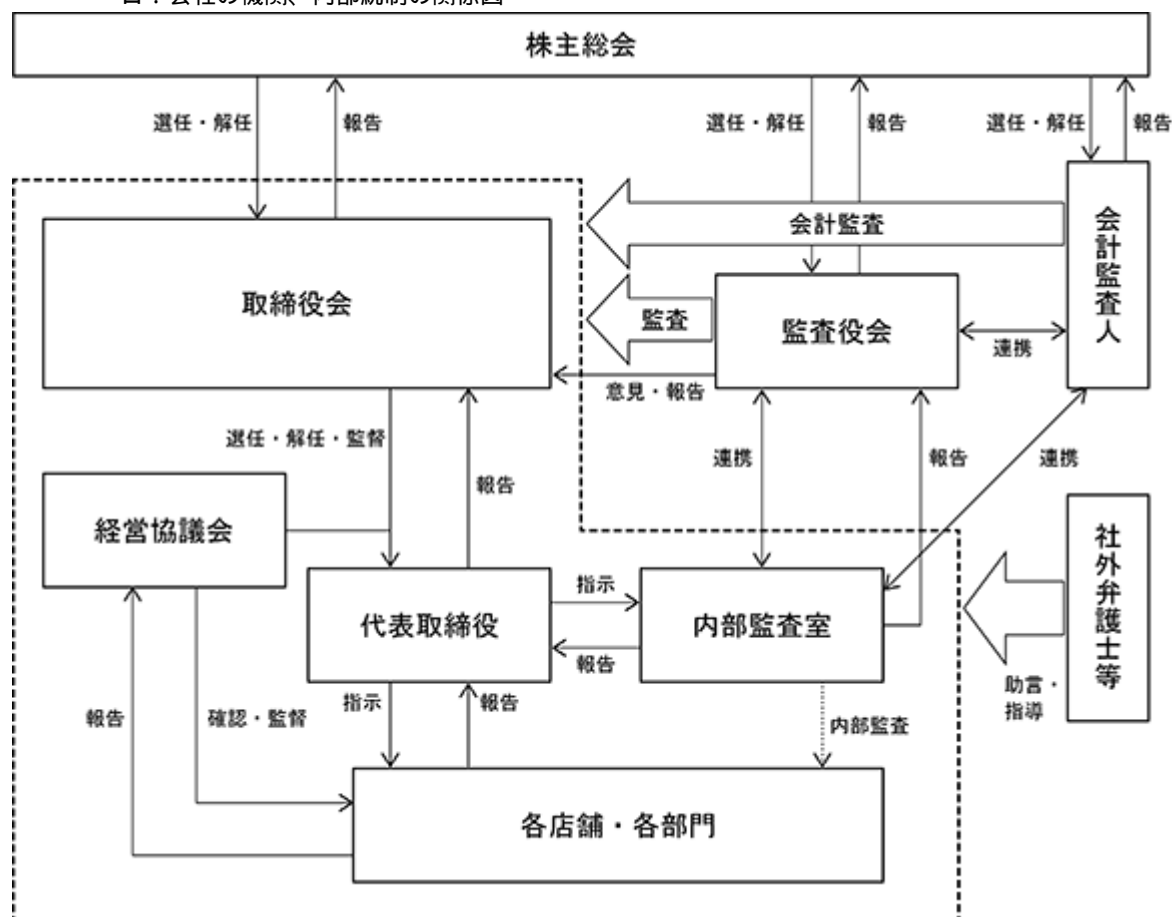 株主総会
選任・解任
報告
選任・解任
報告
選任・解任
報告
会計監査人
会計監査
取締役会
監査
監査役会
連携
意見・報告
選任・解任・監督
報告
連携
報告
連携
経営協議会
社外弁護士等
代表取締役
指示
報告
内部監査室
助言・
指導
報告
確認・監督
指示
報告
内部監査
各店舗・各部門